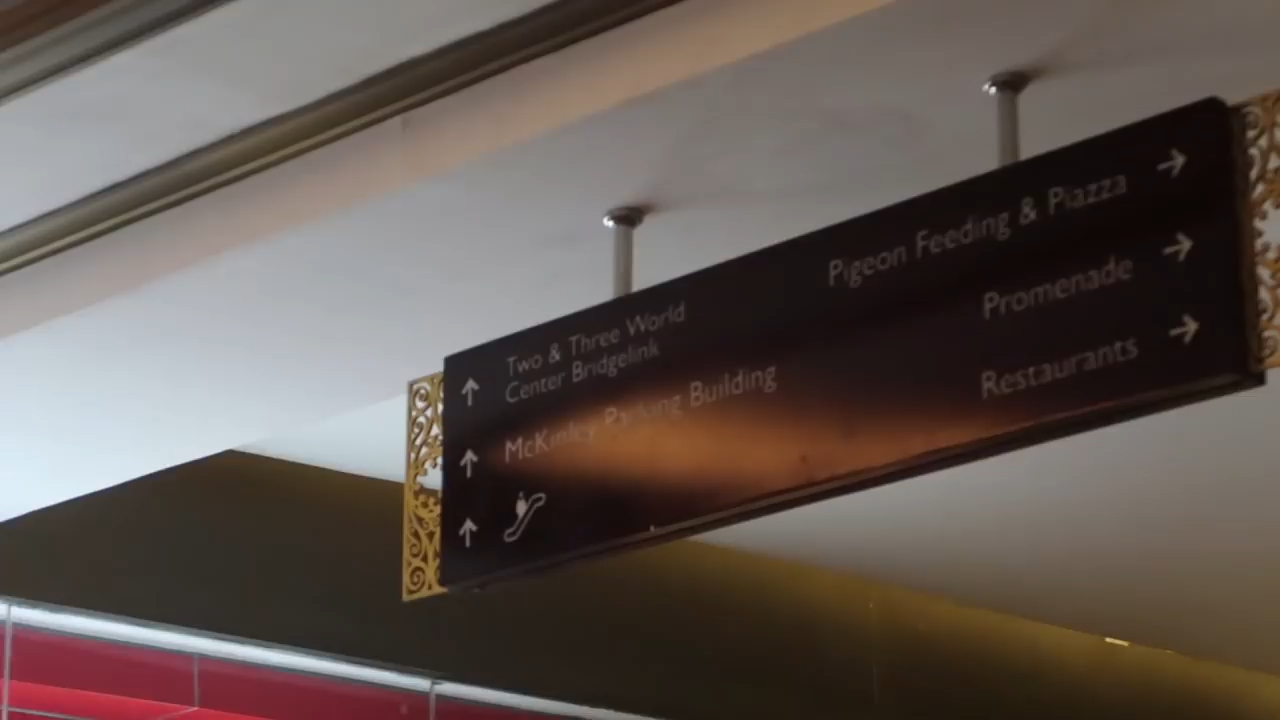 Two & Three World
Center Bridgelink
McKinley Parking Building
Pigeon Feeding & Piazza
Promenade
Restaurants